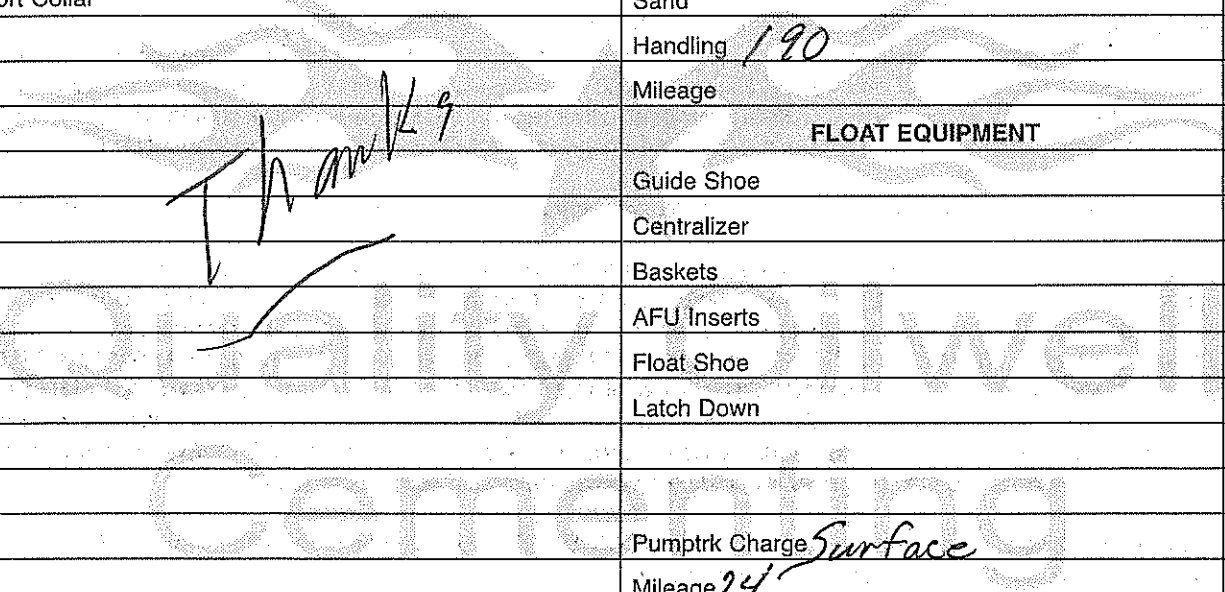 ort Collar
Sand
Handling 190
Mileage
Thanks
FLOAT EQUIPMENT
Guide Shoe
Centralizer
Baskets
AFU Inserts
Float Shoe
Latch Down
Quality Oilwell
Cementing
Pumptrk Charge Surface
Mileage 24